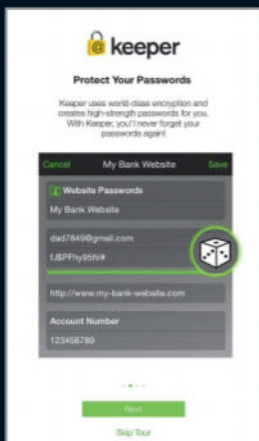 keeper
Protect Your Passwords
Keeper uses world-class encryption and
creates high-strength passwords for you.
With Keeper, you'll never forget your
passwords again!
Cancel My Bank Website Save
Website Passwords
My Bank Website
dad7849@gmail.com
http://www.my-bank-website.com
Account Number
123456789
Next
Skip Tour